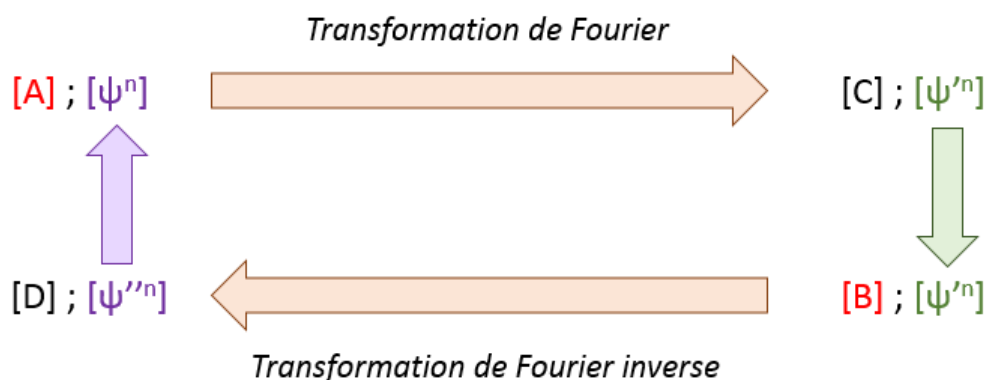 Transformation de Fourier
[A] ; [ψⁿ] [C] ; [ψ’ⁿ]
[D] ; [ψ’’ⁿ] [B] ; [ψ’ⁿ]
Transformation de Fourier inverse